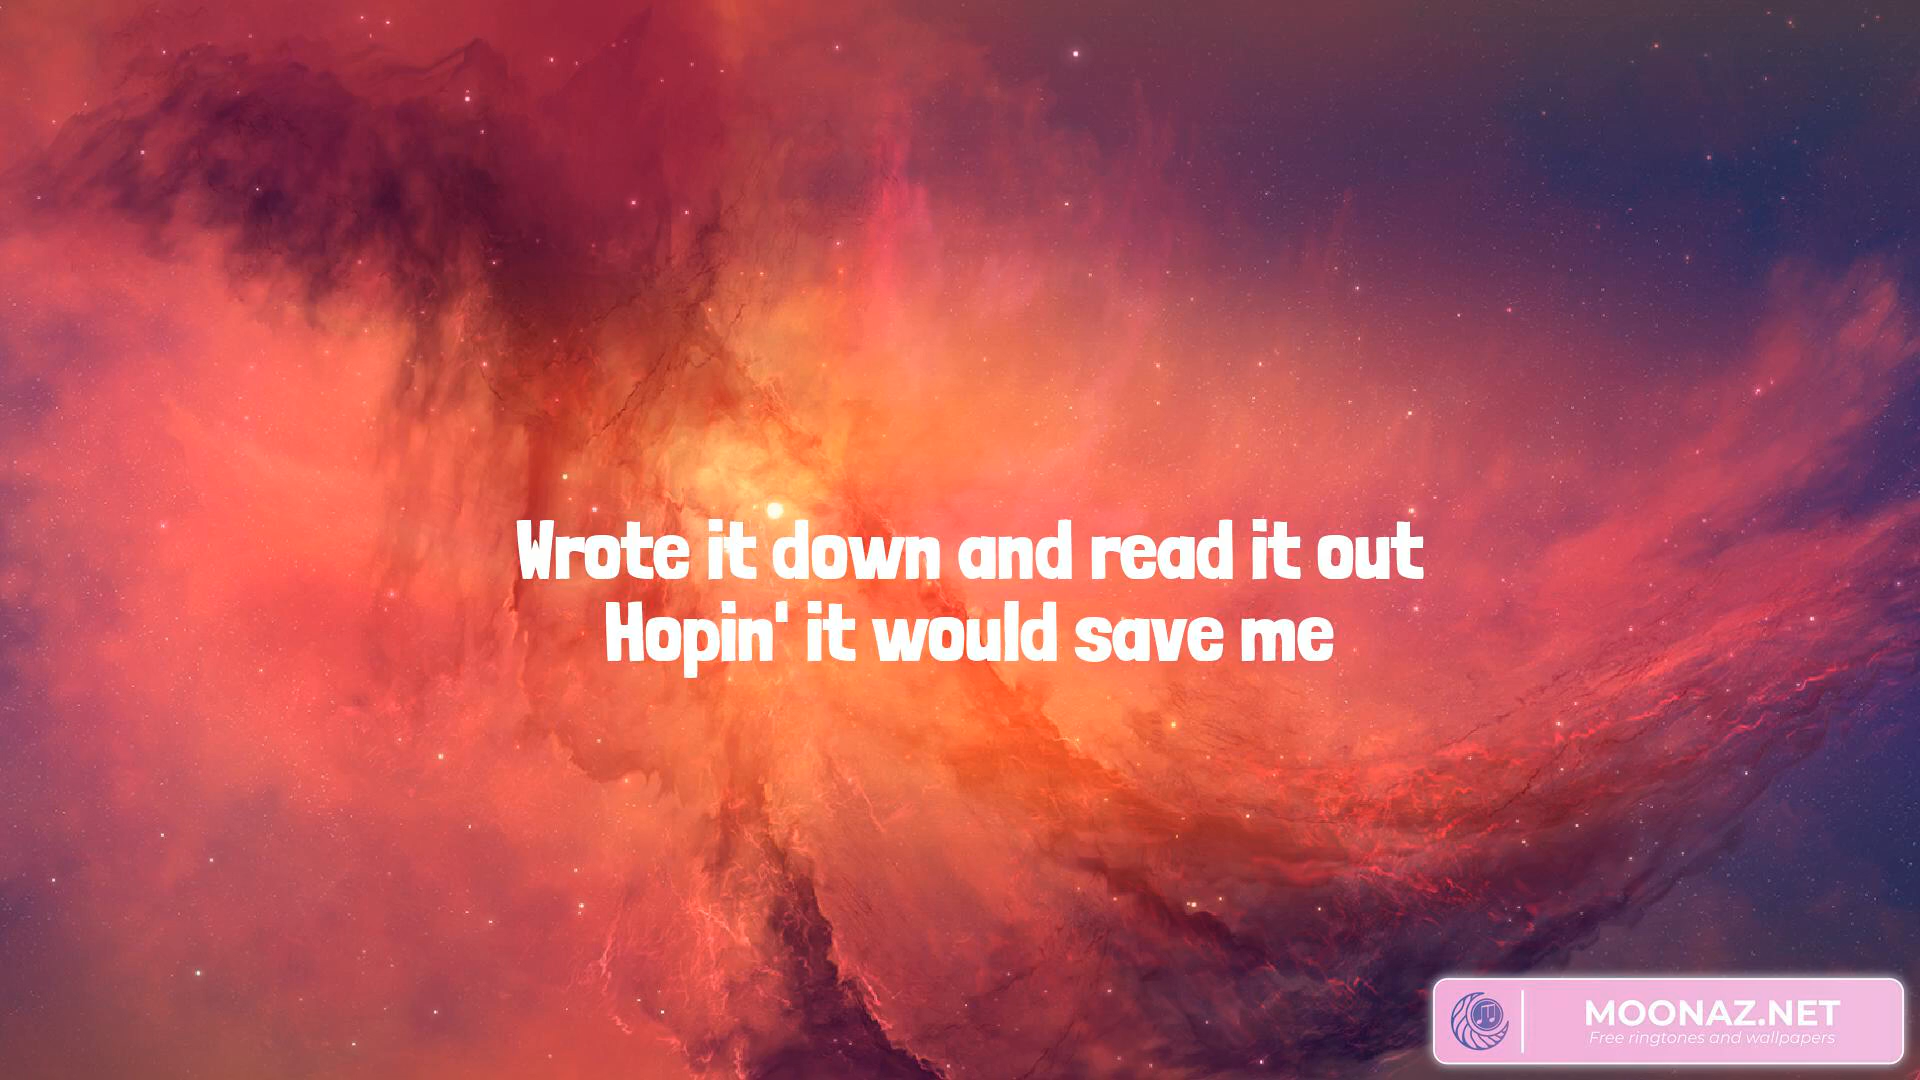 Wrote it down and read it out
Hopin' it would save me
MOONAZ.NET
Free ringtones and wallpapers